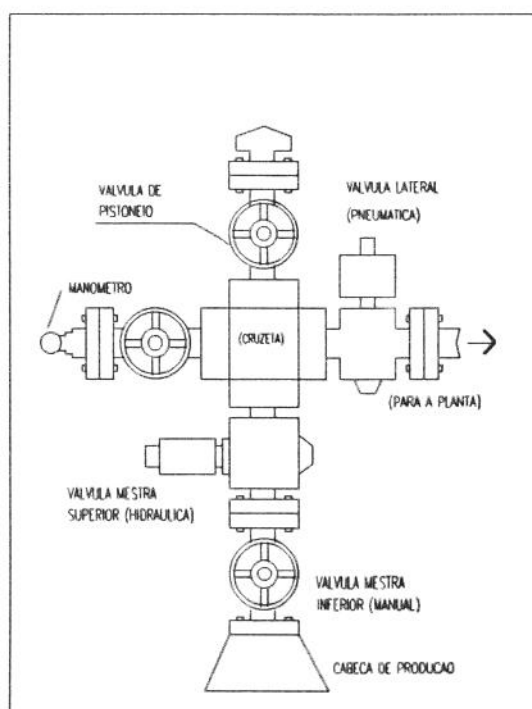 VALVULA DE
PISTONEIO
VALVULA LATERAL
(PNEUMATICA)
MANOMETRO
(CRUZETA)
(PARA A PLANTA)
VALVULA MESTRA
SUPERIOR (HIDRAULICA)
VALVULA MESTRA
INFERIOR (MANUAL)
CABECA DE PRODUCAO